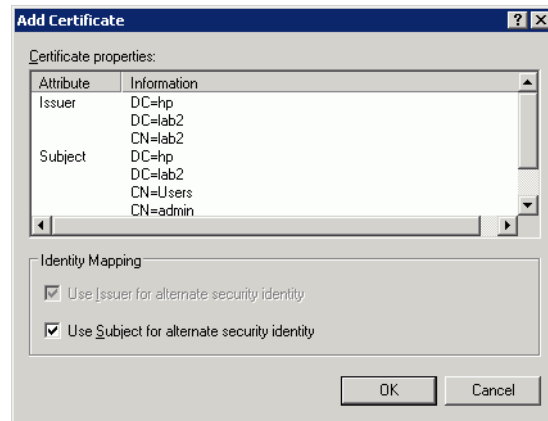 Add Certificate
Certificate properties:
Attribute Information
Issuer DC=hp
DC=lab2
CN=lab2
Subject DC=hp
DC=lab2
CN=Users
CN=admin
Identity Mapping
Use Issuer for alternate security identity
Use Subject for alternate security identity
OK Cancel